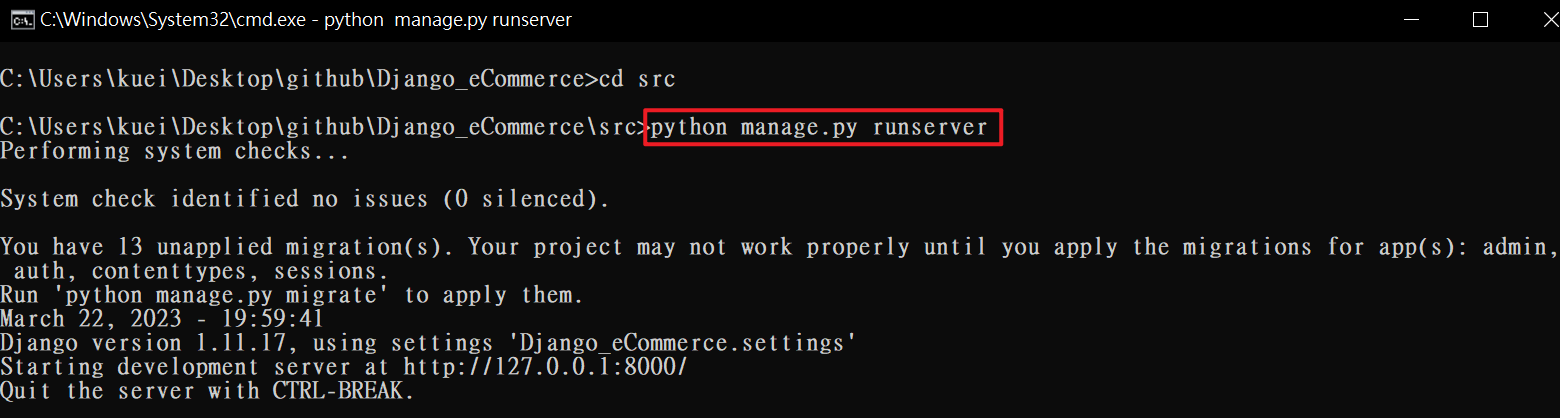 C:\Windows\System32\cmd.exe - python  manage.py runserver
C:\Users\kuei\Desktop\github\Django_eCommerce>cd src
C:\Users\kuei\Desktop\github\Django_eCommerce\src>python manage.py runserver
Performing system checks...
System check identified no issues (0 silenced).
You have 13 unapplied migration(s). Your project may not work properly until you apply the migrations for app(s): admin,
 auth, contenttypes, sessions.
Run 'python manage.py migrate' to apply them.
March 22, 2023 - 19:59:41
Django version 1.11.17, using settings 'Django_eCommerce.settings'
Starting development server at http://127.0.0.1:8000/
Quit the server with CTRL-BREAK.